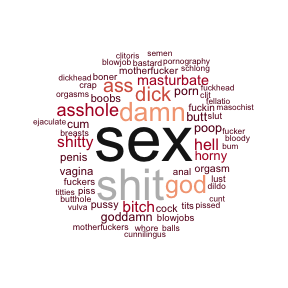 clitoris semen
blowjob bastard pornography
motherfucker schlong
dickhead boner masturbate
crap ass fuckhead
orgasms boobs dick porn clit
fellatio
asshole damn fuckin masochist
ejaculate cum butt slut
breasts poop fucker
shitty sex hell bloody
penis horny bum
vagina shit anal orgasm
fuckers god lust
titties piss dildo
butthole pussy bitch cock tits pissed cunt
vulva goddamn blowjobs
motherfuckers whore balls
cunnilingus